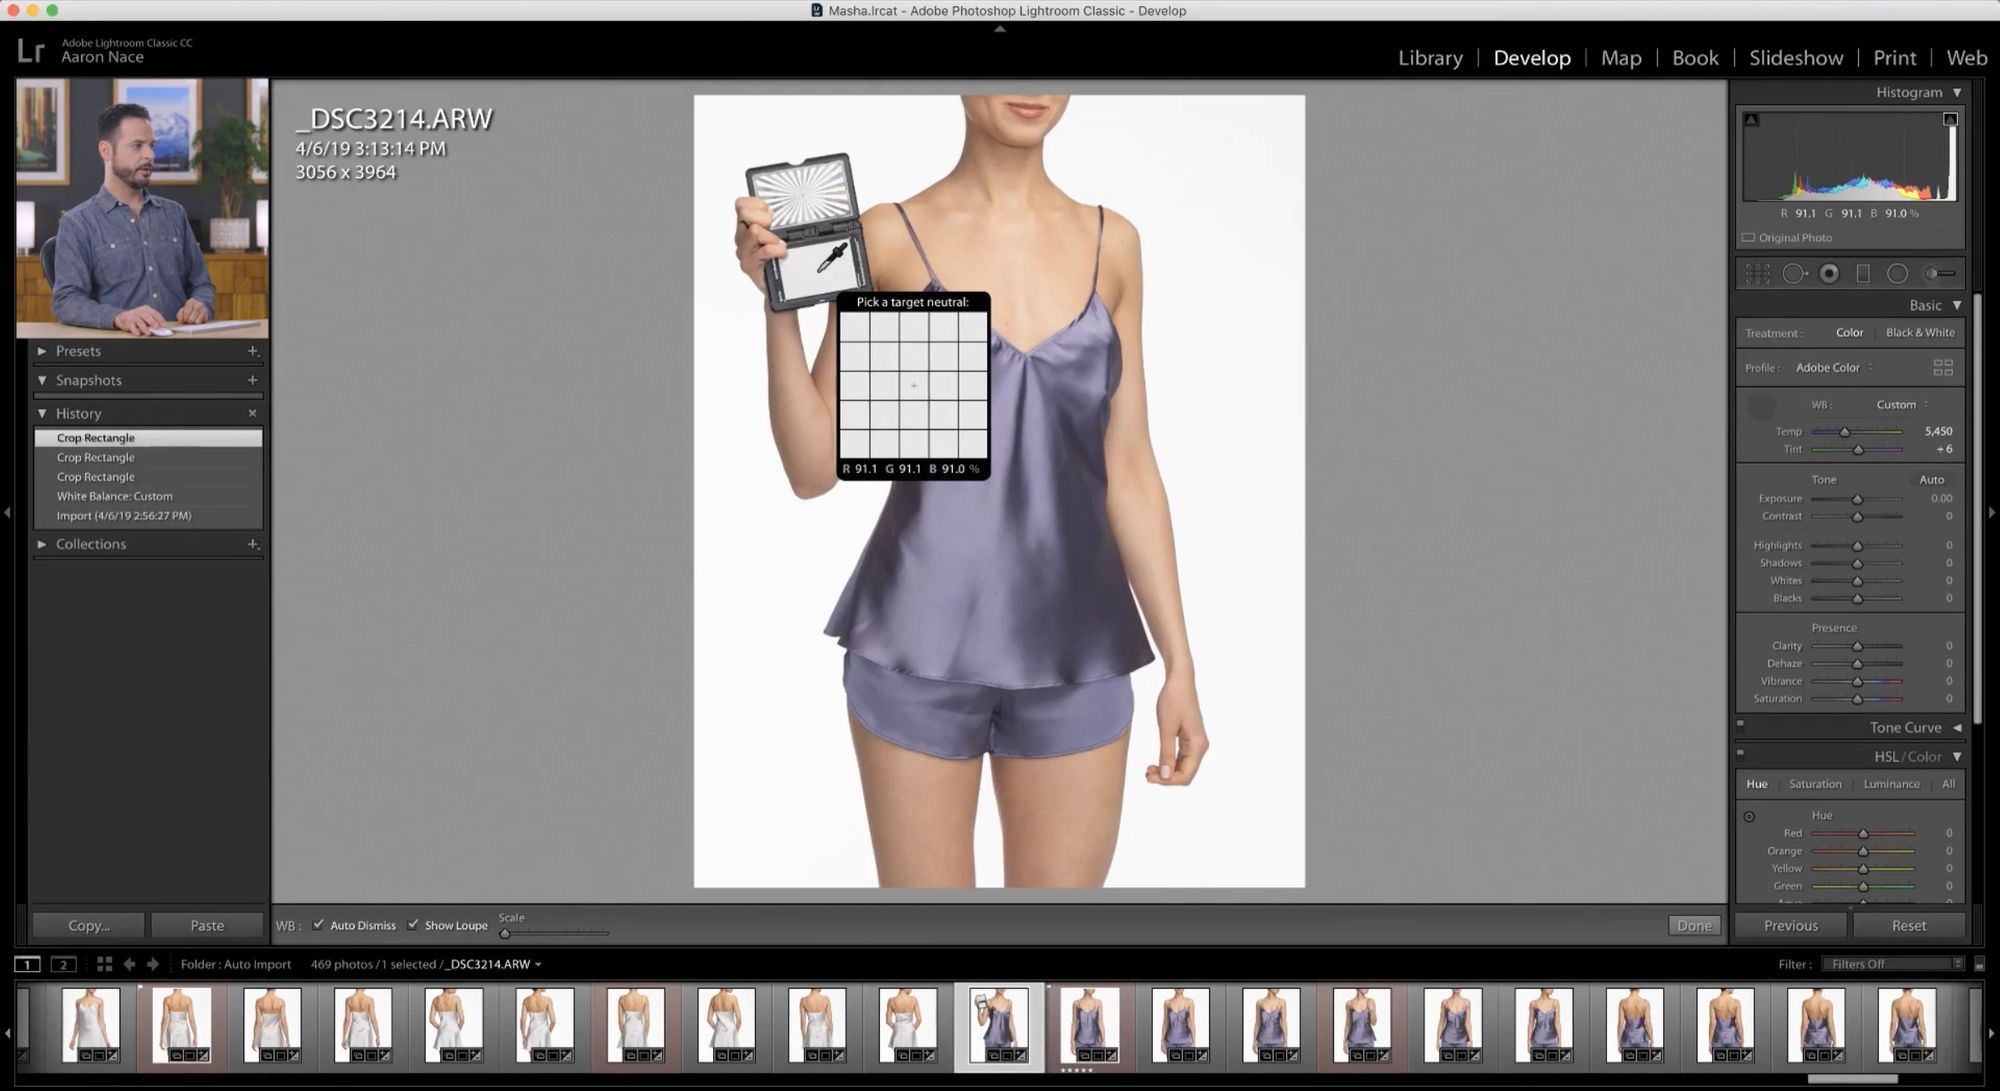 Masha.lrcat - Adobe Photoshop Lightroom Classic - Develop
Lr
Adobe Lightroom Classic CC
Aaron Nace
Library | Develop | Map | Book | Slideshow | Print | Web
_DSC3214.ARW
4/6/19 3:13:14 PM
3056 x 3964
Presets
Snapshots
History
Crop Rectangle
Crop Rectangle
Crop Rectangle
White Balance: Custom
Import (4/6/19 2:56:27 PM)
Collections
Copy...
Paste
Pick a target neutral:
R 91.1 G 91.1 B 91.0 %
WB : Auto Dismiss Show Loupe Scale
Done
Histogram
R 91.1 G 91.1 B 91.0 %
Original Photo
Basic
Treatment : Color | Black & White
Profile : Adobe Color
WB : Custom
Temp 5,450
Tint + 6
Tone Auto
Exposure 0.00
Contrast 0
Highlights 0
Shadows 0
Whites 0
Blacks 0
Presence
Clarity 0
Dehaze 0
Vibrance 0
Saturation 0
Tone Curve
HSL / Color
Hue | Saturation | Luminance | All
Hue
Red 0
Orange 0
Yellow 0
Green 0
Previous
Reset
1 2 Folder : Auto Import 469 photos / 1 selected / _DSC3214.ARW
Filter : Filters Off